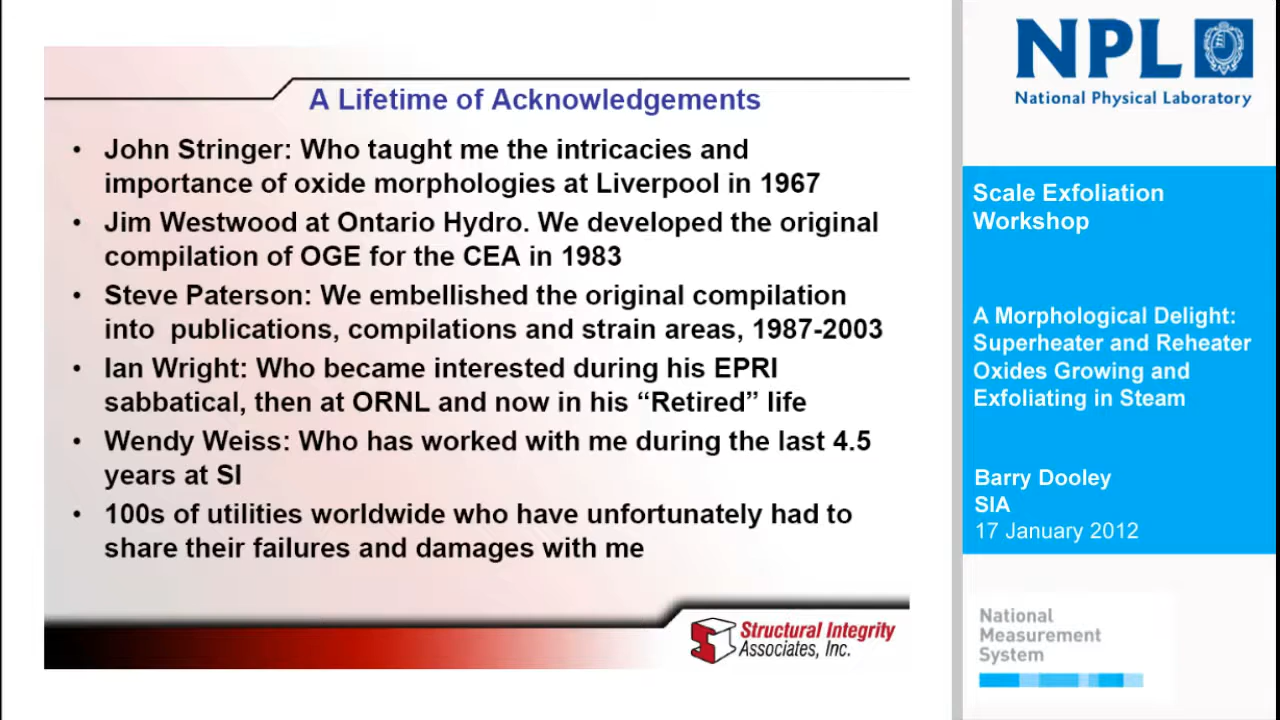 A Lifetime of Acknowledgements
• John Stringer: Who taught me the intricacies and
importance of oxide morphologies at Liverpool in 1967
• Jim Westwood at Ontario Hydro. We developed the original
compilation of OGE for the CEA in 1983
• Steve Paterson: We embellished the original compilation
into publications, compilations and strain areas, 1987-2003
• Ian Wright: Who became interested during his EPRI
sabbatical, then at ORNL and now in his “Retired” life
• Wendy Weiss: Who has worked with me during the last 4.5
years at SI
• 100s of utilities worldwide who have unfortunately had to
share their failures and damages with me
Structural Integrity
Associates, Inc.
NPL
National Physical Laboratory
Scale Exfoliation
Workshop
A Morphological Delight:
Superheater and Reheater
Oxides Growing and
Exfoliating in Steam
Barry Dooley
SIA
17 January 2012
National
Measurement
System